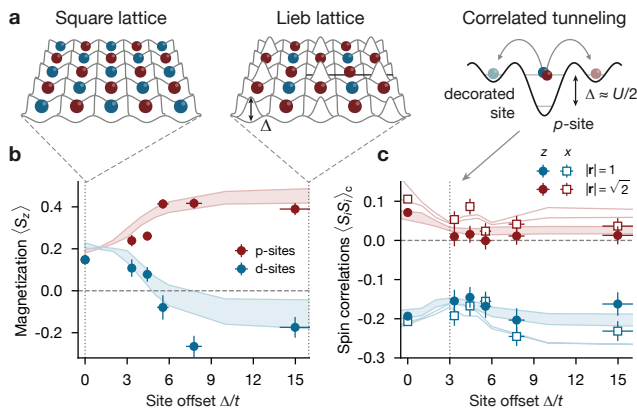 a
Square lattice
Lieb lattice
Correlated tunneling
Δ
decorated
site
p-site
Δ ≈ U/2
b
Magnetization ⟨S_z⟩
0.4
0.2
0.0
-0.2
p-sites
d-sites
0 3 6 9 12 15
Site offset Δ/t
c
z x
|r| = 1
|r| = √2
Spin correlations ⟨S_i S_i⟩_c
0.1
0.0
-0.1
-0.2
-0.3
0 3 6 9 12 15
Site offset Δ/t